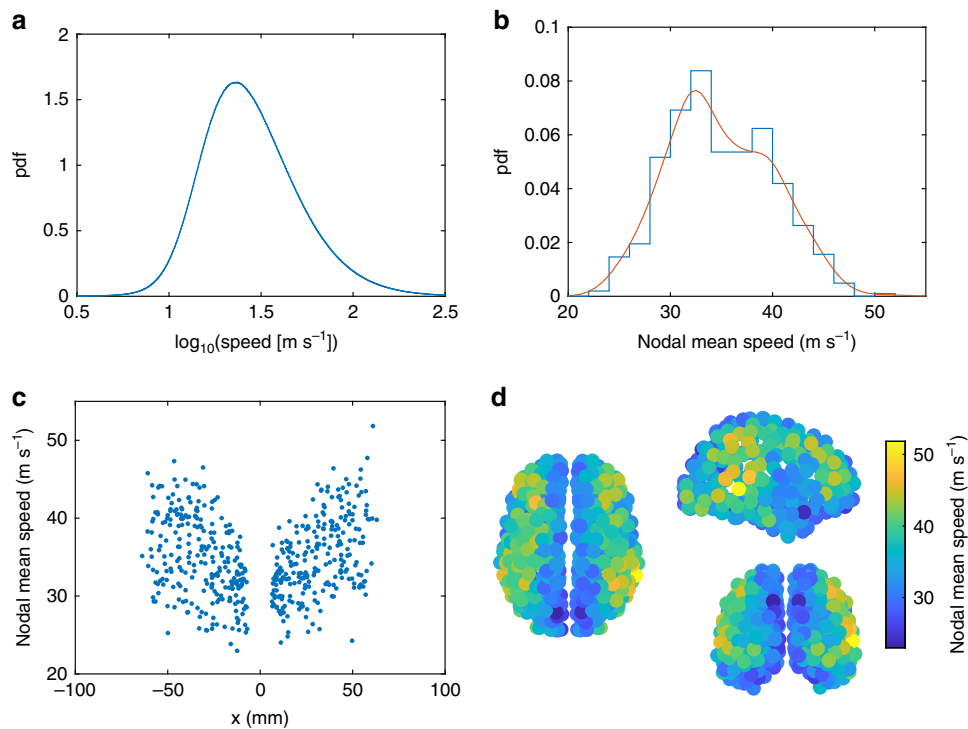 a
2
1.5
1
0.5
0
pdf
0.5
1
1.5
2
2.5
log₁₀(speed [m s⁻¹])
b
0.1
0.08
0.06
0.04
0.02
0
pdf
20
30
40
50
Nodal mean speed (m s⁻¹)
c
50
40
30
20
Nodal mean speed (m s⁻¹)
−100
−50
0
50
100
x (mm)
d
50
40
30
Nodal mean speed (m s⁻¹)